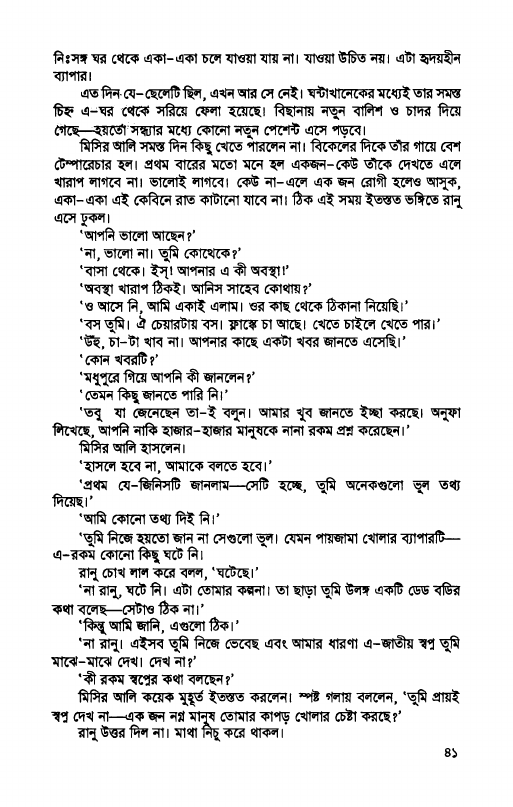 নিঃসঙ্গ ঘর থেকে একা-একা চলে যাওয়া যায় না। যাওয়া উচিত নয়। এটা হৃদয়হীন
ব্যাপার।
এত দিন যে-ছেলেটি ছিল, এখন আর সে নেই। ঘন্টাখানেকের মধ্যেই তার সমস্ত
চিহ্ন এ-ঘর থেকে সরিয়ে ফেলা হয়েছে। বিছানায় নতুন বালিশ ও চাদর দিয়ে
গেছে—হয়তো সন্ধ্যার মধ্যে কোনো নতুন পেশেন্ট এসে পড়বে।
মিসির আলি সমস্ত দিন কিছু খেতে পারলেন না। বিকেলের দিকে তাঁর গায়ে বেশ
টেম্পারেচার হল। প্রথম বারের মতো মনে হল একজন-কেউ তাঁকে দেখতে এলে
খারাপ লাগবে না। ভালোই লাগবে। কেউ না-এলে এক জন রোগী হলেও আসুক,
একা-একা এই কেবিনে রাত কাটানো যাবে না। ঠিক এই সময় ইতস্তত ভঙ্গিতে রানু
এসে ঢুকল।
‘আপনি ভালো আছেন?’
‘না, ভালো না। তুমি কোথেকে?’
‘বাসা থেকে। ইস্! আপনার এ কী অবস্থা!’
‘অবস্থা খারাপ ঠিকই। আনিস সাহেব কোথায়?’
‘ও আসে নি, আমি একাই এলাম। ওর কাছ থেকে ঠিকানা নিয়েছি।’
‘বস তুমি। ঐ চেয়ারটায় বস। ফ্লাস্কে চা আছে। খেতে চাইলে খেতে পার।’
‘উঁহু, চা-টা খাব না। আপনার কাছে একটা খবর জানতে এসেছি।’
‘কোন খবরটি?’
‘মধুপুরে গিয়ে আপনি কী জানলেন?’
‘তেমন কিছু জানতে পারি নি।’
‘তবু যা জেনেছেন তা-ই বলুন। আমার খুব জানতে ইচ্ছা করছে। অনুফা
লিখেছে, আপনি নাকি হাজার-হাজার মানুষকে নানা রকম প্রশ্ন করেছেন।’
মিসির আলি হাসলেন।
‘হাসলে হবে না, আমাকে বলতে হবে।’
‘প্রথম যে-জিনিসটি জানলাম—সেটি হচ্ছে, তুমি অনেকগুলো ভুল তথ্য
দিয়েছ।’
‘আমি কোনো তথ্য দিই নি।’
‘তুমি নিজে হয়তো জান না সেগুলো ভুল। যেমন পায়জামা খোলার ব্যাপারটি—
এ-রকম কোনো কিছু ঘটে নি।
রানু চোখ লাল করে বলল, ‘ঘটেছে।’
‘না রানু, ঘটে নি। এটা তোমার কল্পনা। তা ছাড়া তুমি উলঙ্গ একটি ডেড বডির
কথা বলেছ—সেটাও ঠিক না।’
‘কিন্তু আমি জানি, এগুলো ঠিক।’
‘না রানু। এইসব তুমি নিজে ভেবেছ এবং আমার ধারণা এ-জাতীয় স্বপ্ন তুমি
মাঝে-মাঝে দেখ। দেখ না?’
‘কী রকম স্বপ্নের কথা বলছেন?’
মিসির আলি কয়েক মুহূর্ত ইতস্তত করলেন। স্পষ্ট গলায় বললেন, ‘তুমি প্রায়ই
স্বপ্ন দেখ না—এক জন নগ্ন মানুষ তোমার কাপড় খোলার চেষ্টা করছে?’
রানু উত্তর দিল না। মাথা নিচু করে থাকল।
৪১